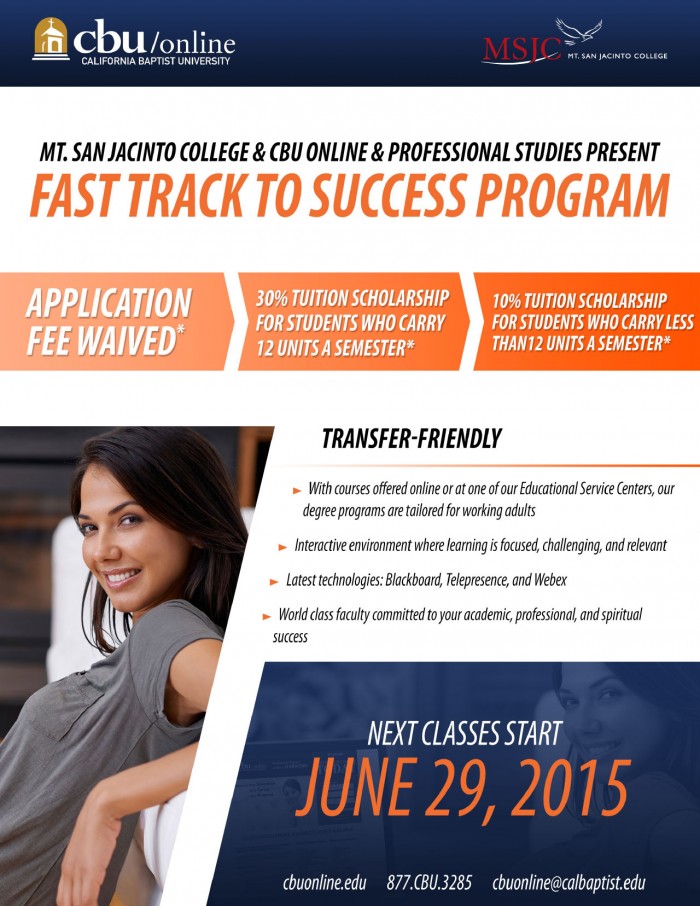 cbu/online
CALIFORNIA BAPTIST UNIVERSITY
MSJC MT. SAN JACINTO COLLEGE
MT. SAN JACINTO COLLEGE & CBU ONLINE & PROFESSIONAL STUDIES PRESENT
FAST TRACK TO SUCCESS PROGRAM
APPLICATION
FEE WAIVED*
30% TUITION SCHOLARSHIP
FOR STUDENTS WHO CARRY
12 UNITS A SEMESTER*
10% TUITION SCHOLARSHIP
FOR STUDENTS WHO CARRY LESS
THAN12 UNITS A SEMESTER*
TRANSFER-FRIENDLY
► With courses offered online or at one of our Educational Service Centers, our
degree programs are tailored for working adults
► Interactive environment where learning is focused, challenging, and relevant
► Latest technologies: Blackboard, Telepresence, and Webex
► World class faculty committed to your academic, professional, and spiritual
success
NEXT CLASSES START
JUNE 29, 2015
cbuonline.edu 877.CBU.3285 cbuonline@calbaptist.edu